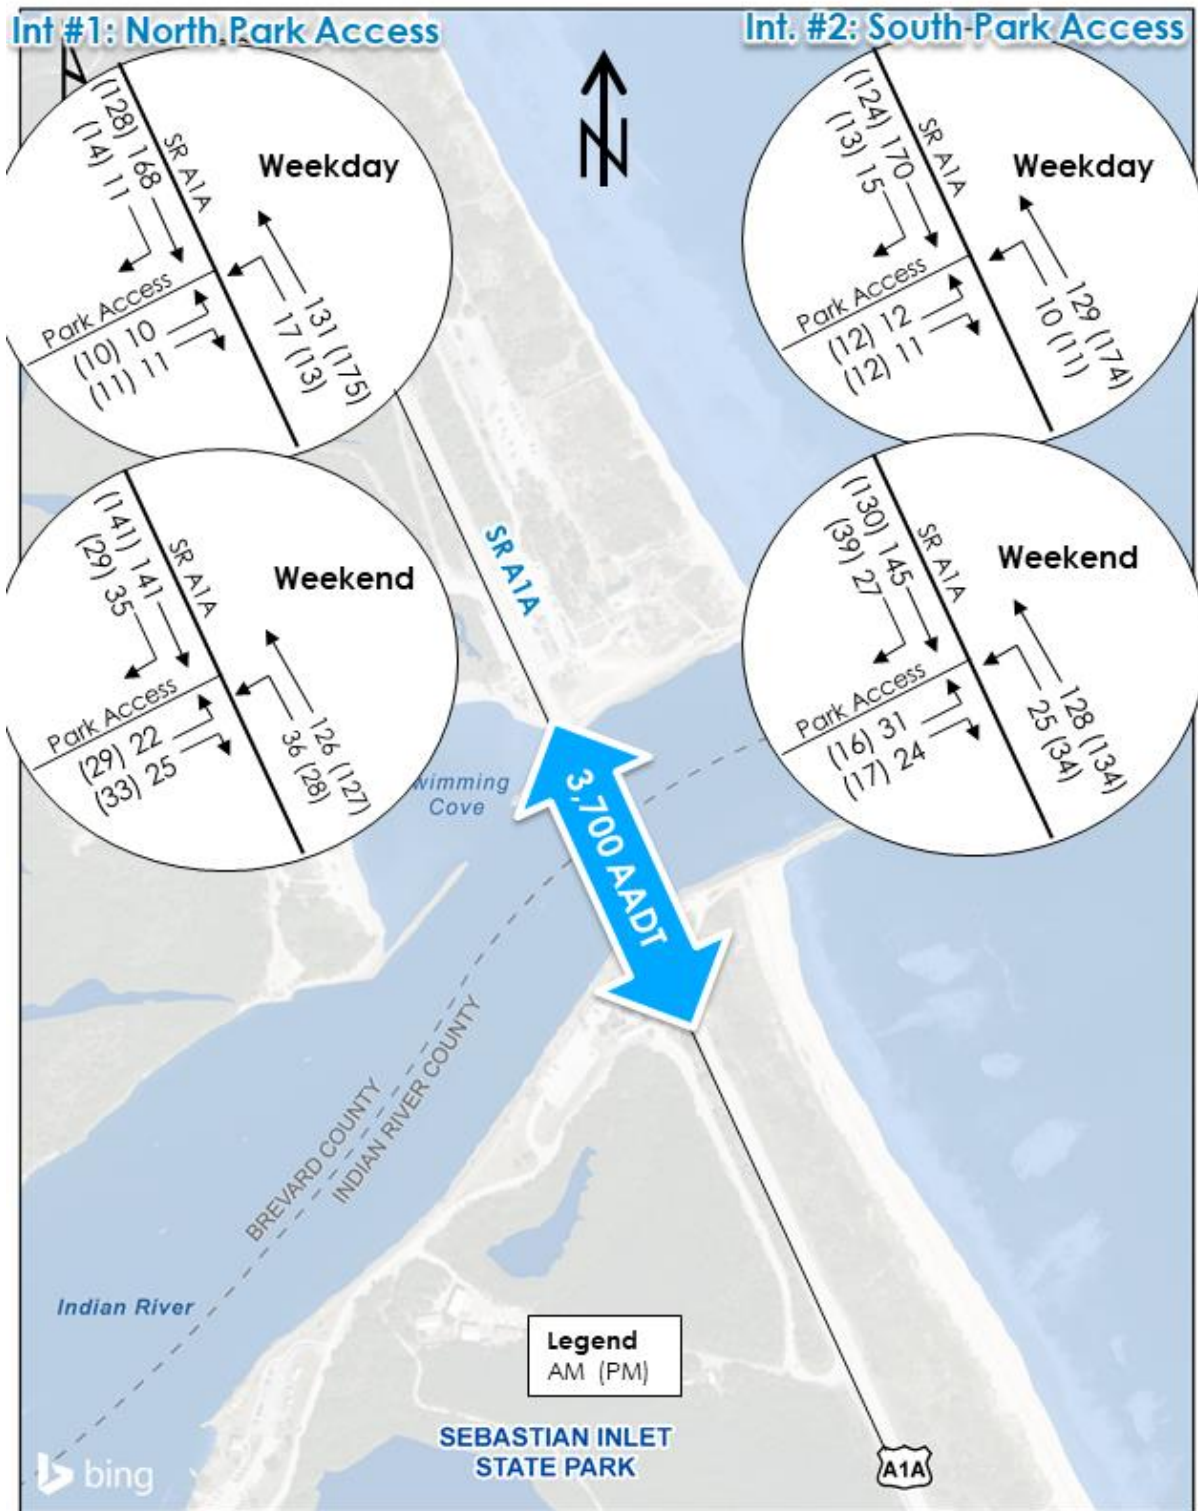 Int #1: North Park Access
Int. #2: South Park Access
N
Weekday
SR A1A
(128) 168
(14) 11
Park Access
(10) 10
(11) 11
131 (175)
17 (13)
Weekday
SR A1A
(124) 170
(13) 15
Park Access
(12) 12
(12) 11
129 (174)
10 (11)
Weekend
SR A1A
(141) 141
(29) 35
Park Access
(29) 22
(33) 25
126 (127)
36 (28)
Weekend
SR A1A
(130) 145
(39) 27
Park Access
(16) 31
(17) 24
128 (134)
25 (34)
SR A1A
wimming
Cove
3,700 AADT
BREVARD COUNTY
INDIAN RIVER COUNTY
Indian River
Legend
AM (PM)
SEBASTIAN INLET
STATE PARK
A1A
bing